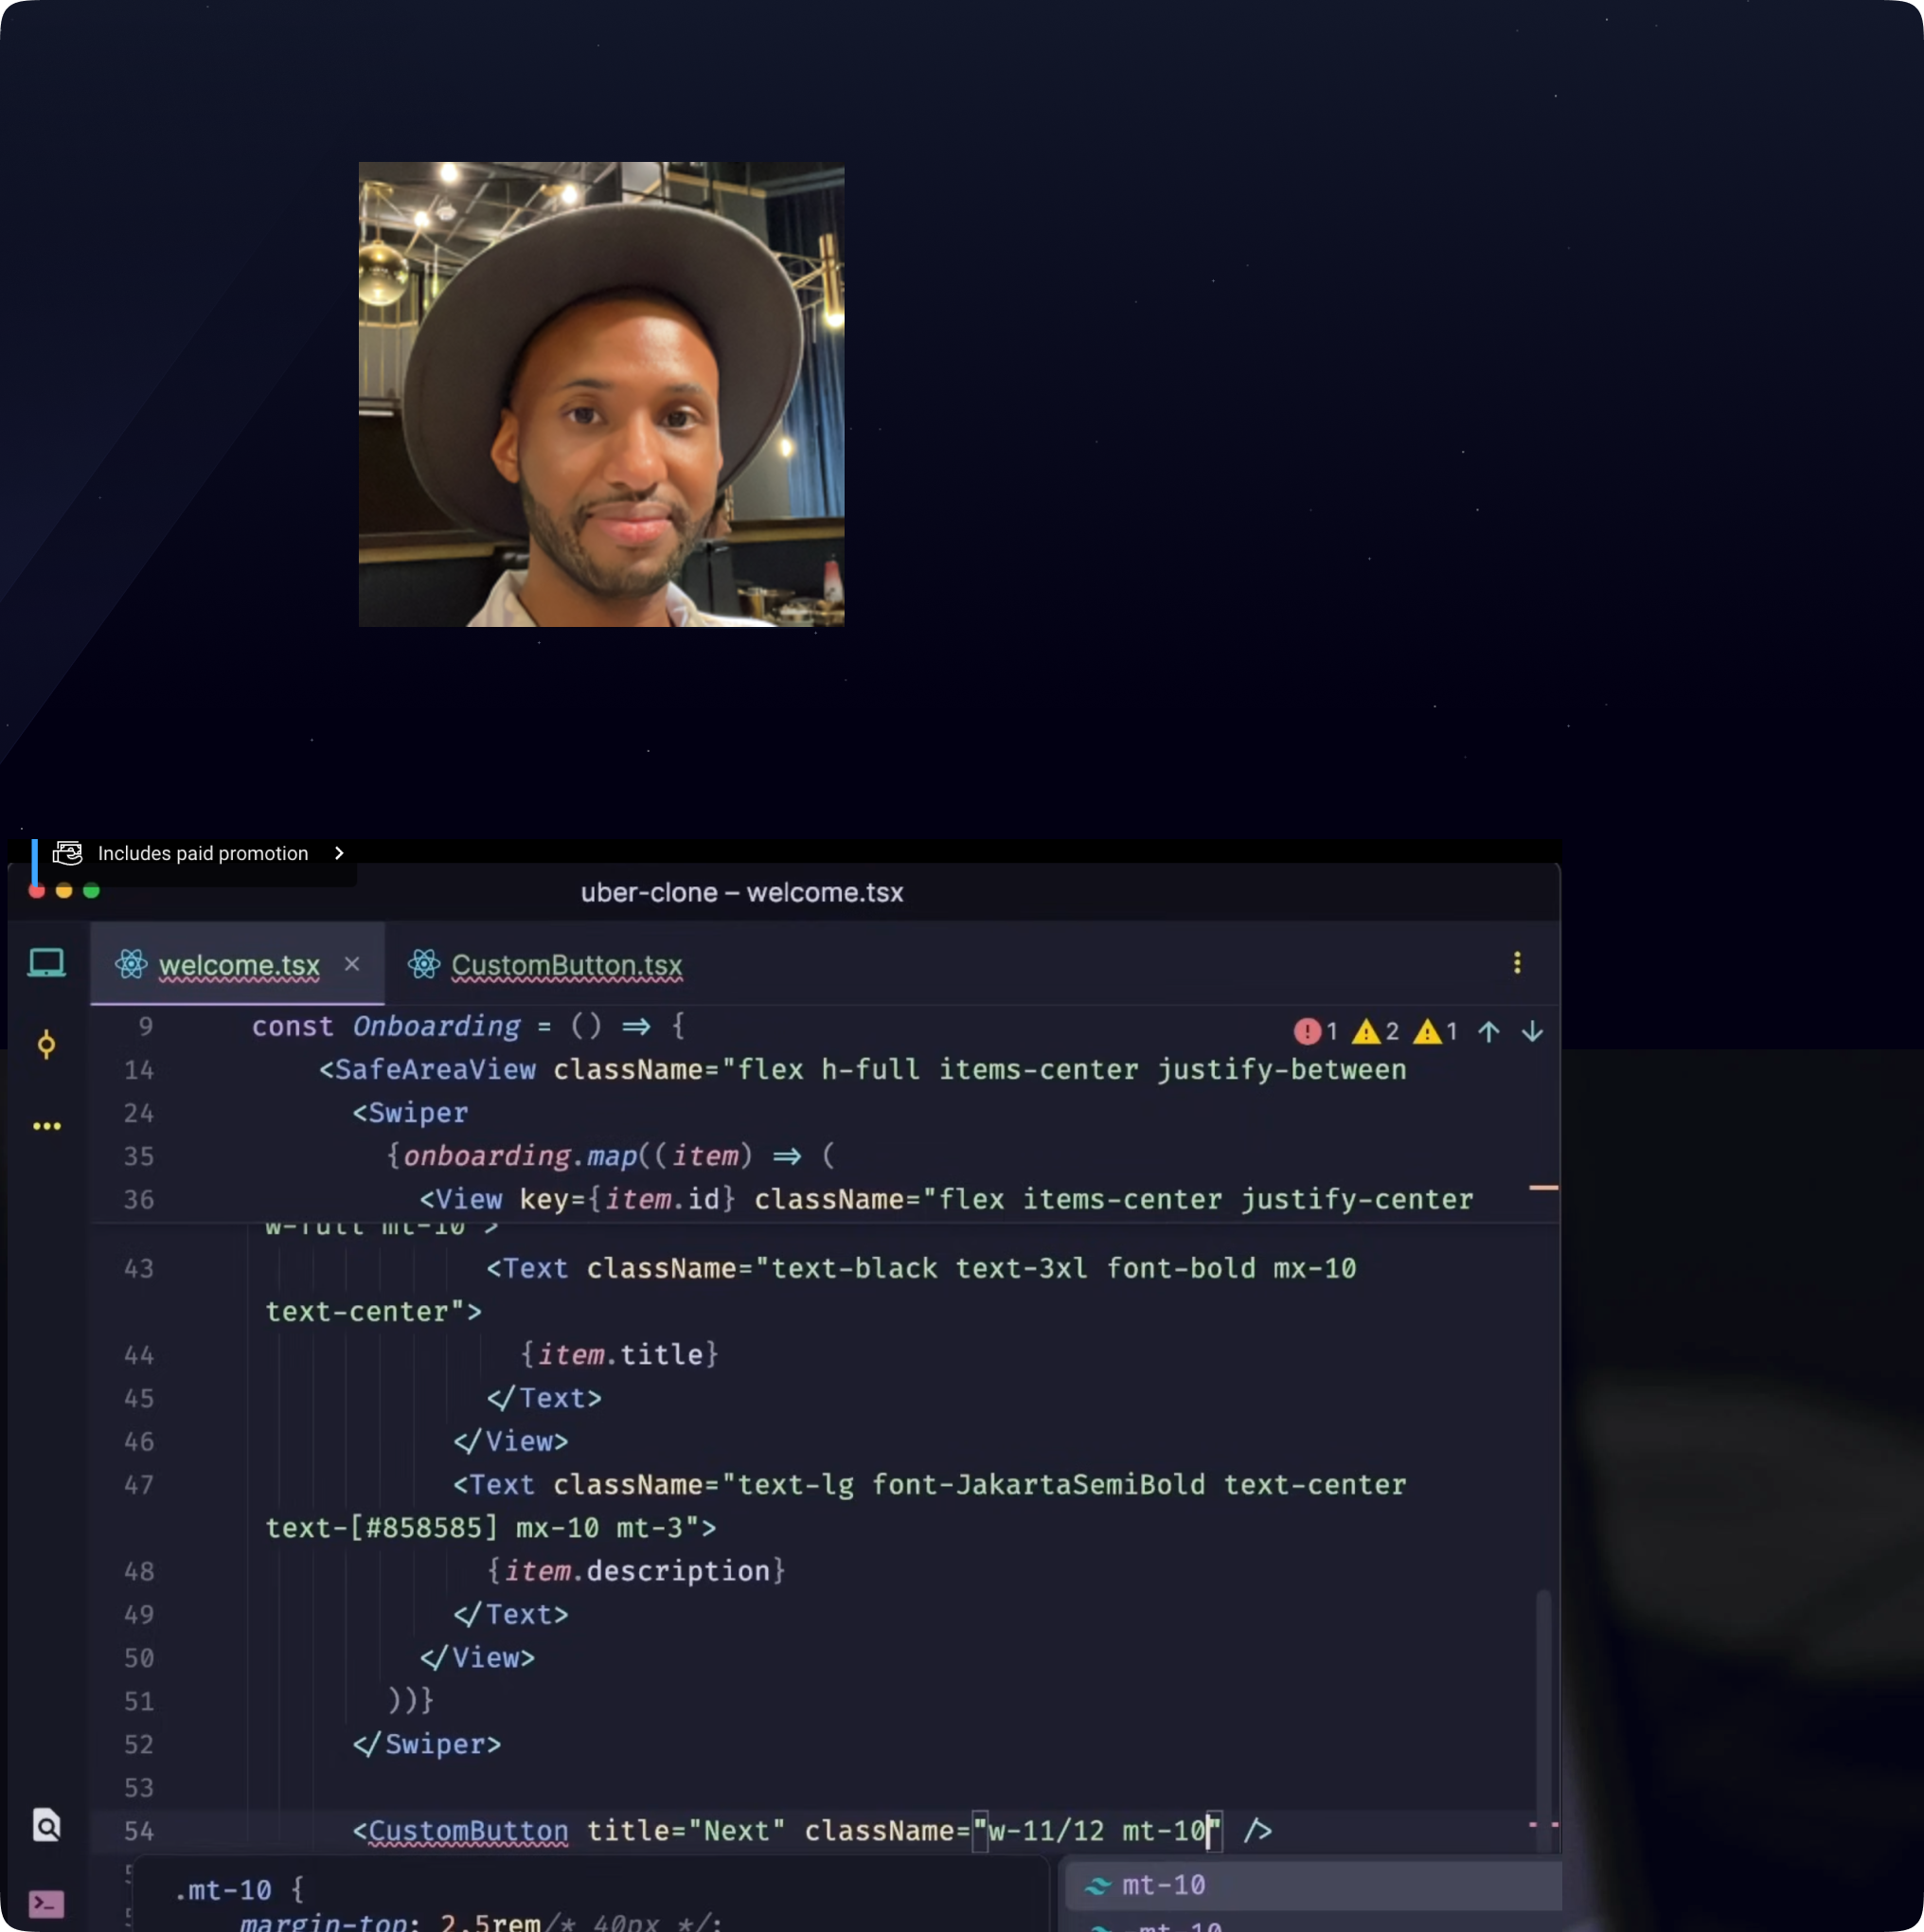 Includes paid promotion
uber-clone – welcome.tsx
welcome.tsx
CustomButton.tsx
9 const Onboarding = () => {
1 2 1
14 <SafeAreaView className="flex h-full items-center justify-between
24 <Swiper
35 {onboarding.map((item) => (
36 <View key={item.id} className="flex items-center justify-center
w-full mt-10">
43 <Text className="text-black text-3xl font-bold mx-10
text-center">
44 {item.title}
45 </Text>
46 </View>
47 <Text className="text-lg font-JakartaSemiBold text-center
text-[#858585] mx-10 mt-3">
48 {item.description}
49 </Text>
50 </View>
51 ))}
52 </Swiper>
53
54 <CustomButton title="Next" className="w-11/12 mt-10" />
.mt-10 {
margin-top: 2.5rem/* 40px */;
mt-10
-mt-10